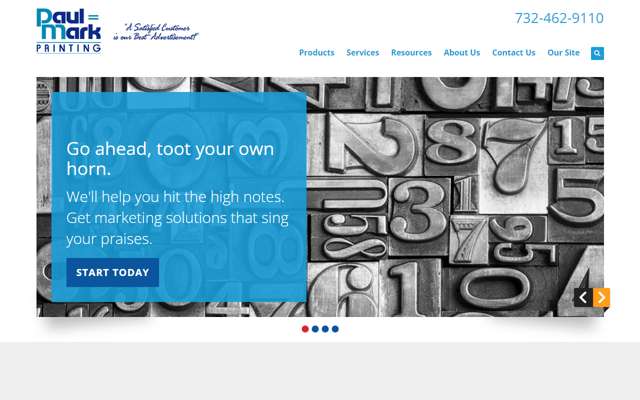 Paul=
Mark
PRINTING
"A Satisfied Customer
is our Best Advertisement!"
732-462-9110
Products Services Resources About Us Contact Us Our Site
Go ahead, toot your own
horn.
We'll help you hit the high notes.
Get marketing solutions that sing
your praises.
START TODAY